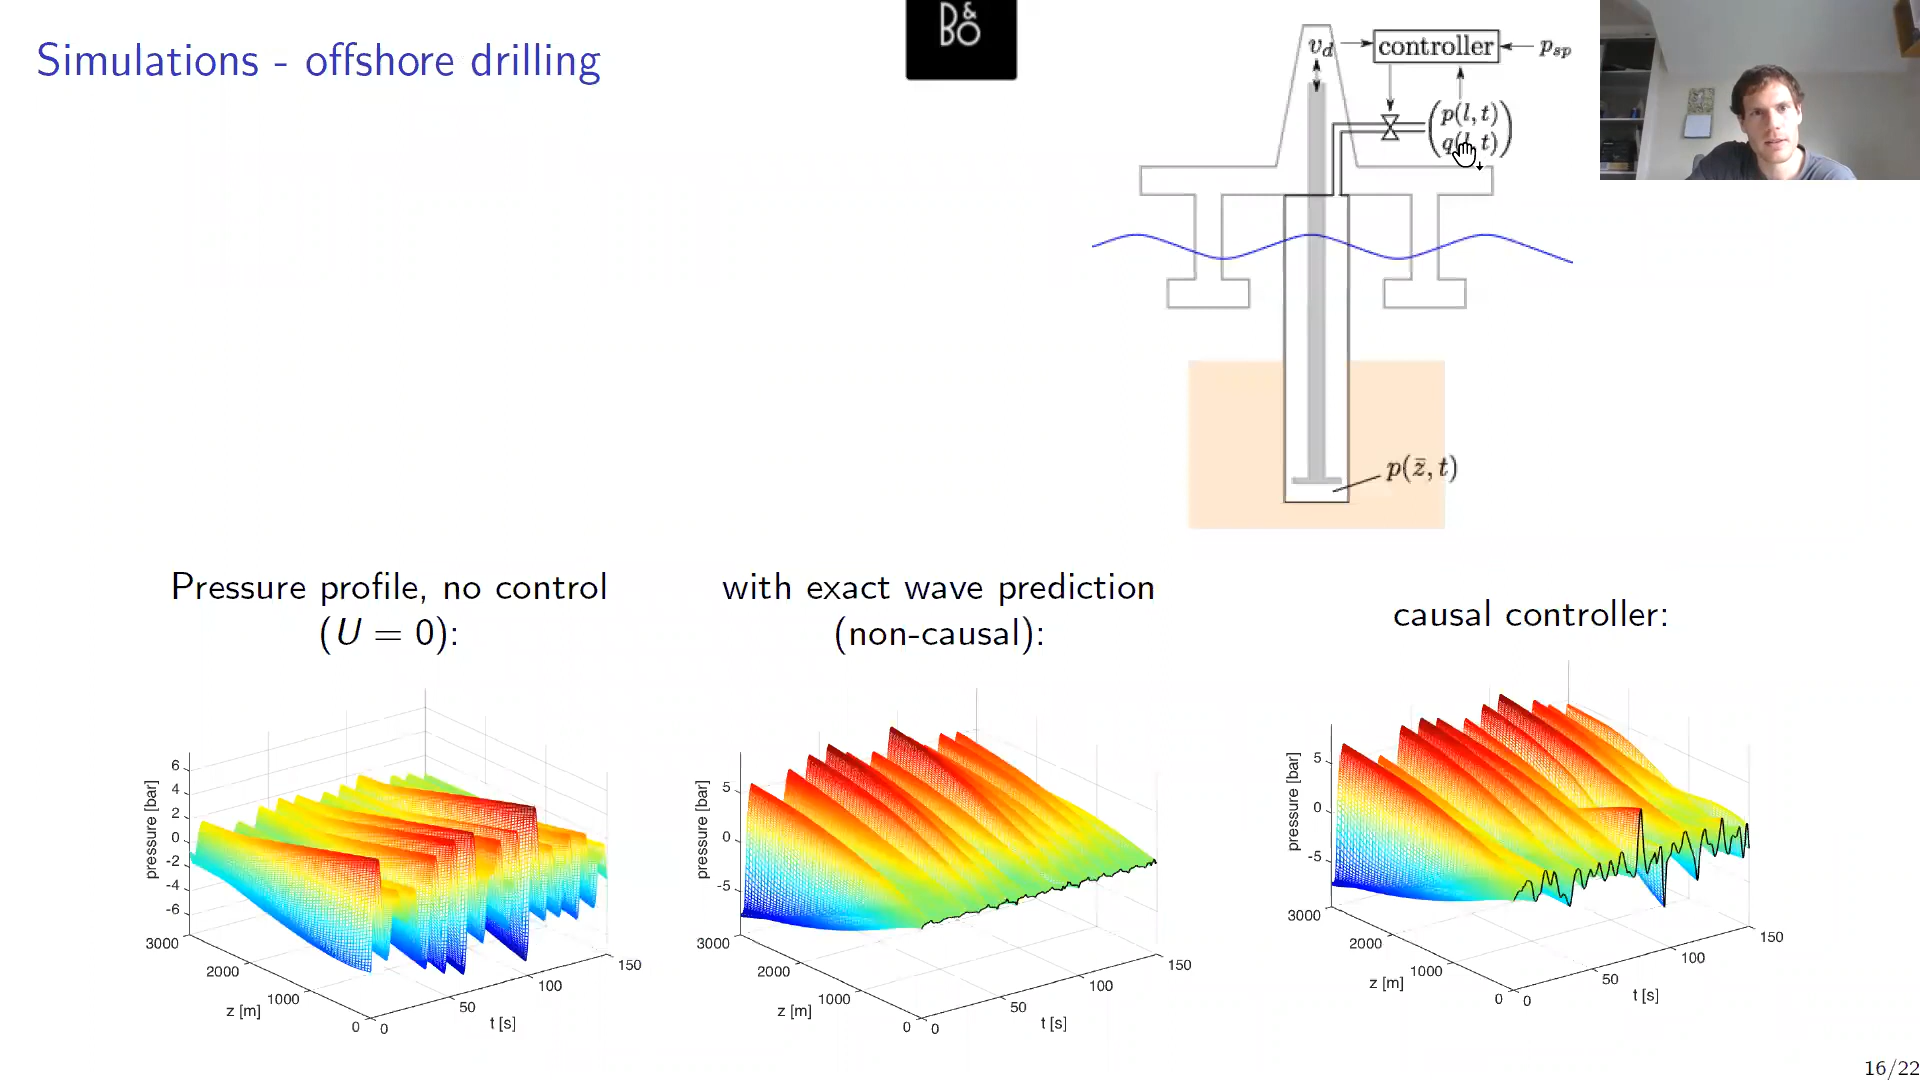 Simulations - offshore drilling
B&O
v_d
controller
p_sp
p(l, t)
q(l, t)
p(z̄, t)
Pressure profile, no control
(U = 0):
with exact wave prediction
(non-causal):
causal controller:
pressure [bar]
6
4
2
0
-2
-4
-6
3000
2000
1000
0
z [m]
0
50
100
150
t [s]
pressure [bar]
5
0
-5
3000
2000
1000
0
z [m]
0
50
100
150
t [s]
pressure [bar]
5
0
-5
3000
2000
1000
0
z [m]
0
50
100
150
t [s]
16/22